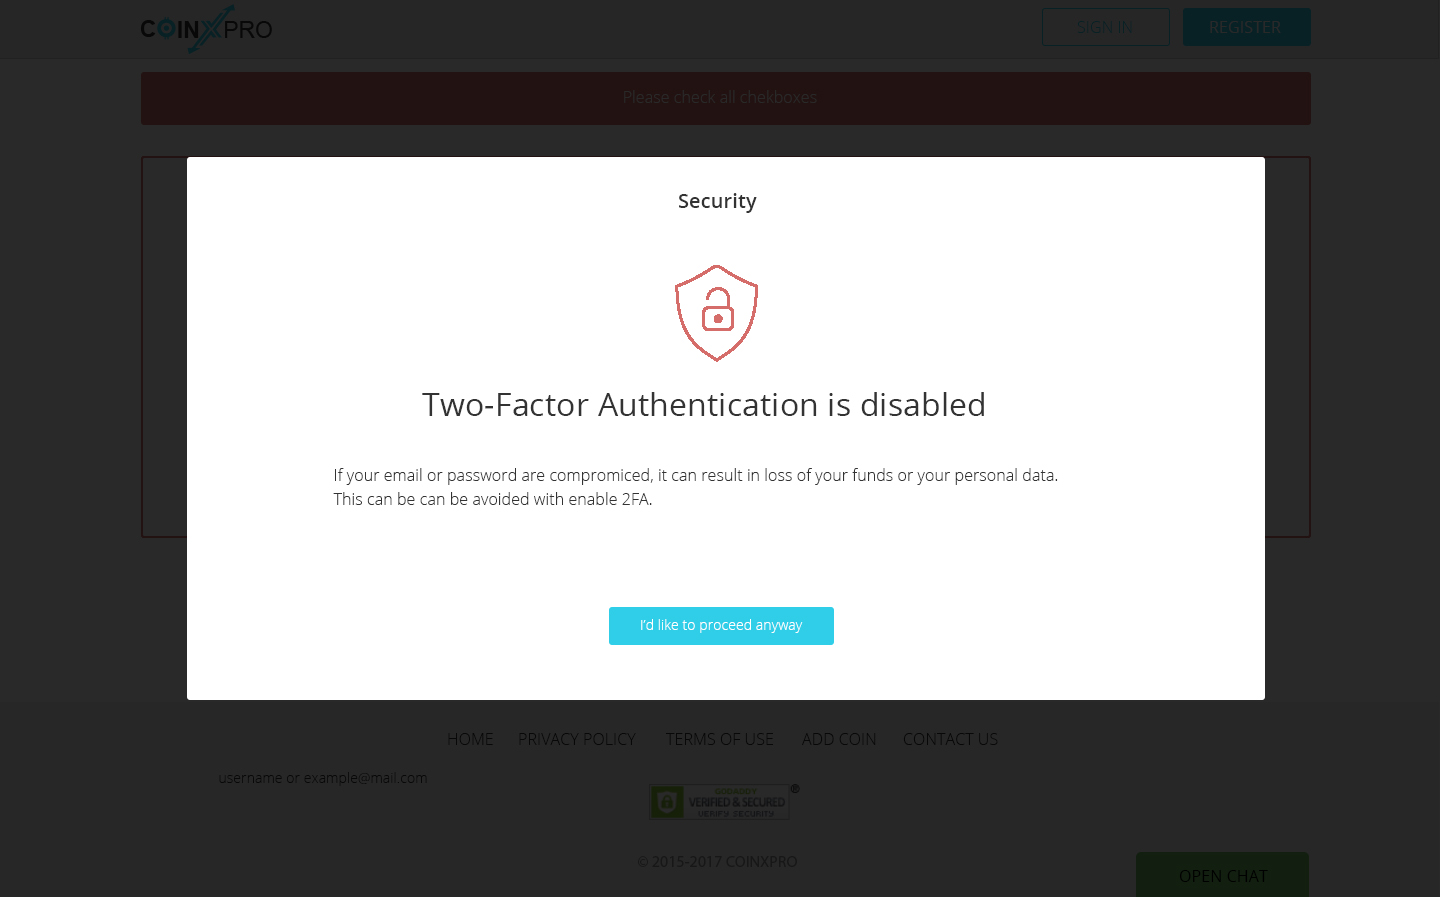 COINXPRO
SIGN IN
REGISTER
Please check all chekboxes
Security
Two-Factor Authentication is disabled
If your email or password are compromiced, it can result in loss of your funds or your personal data.
This can be can be avoided with enable 2FA.
I'd like to proceed anyway
HOME PRIVACY POLICY TERMS OF USE ADD COIN CONTACT US
username or example@mail.com
GODADDY
VERIFIED & SECURED
VERIFY SECURITY
®
© 2015-2017 COINXPRO
OPEN CHAT